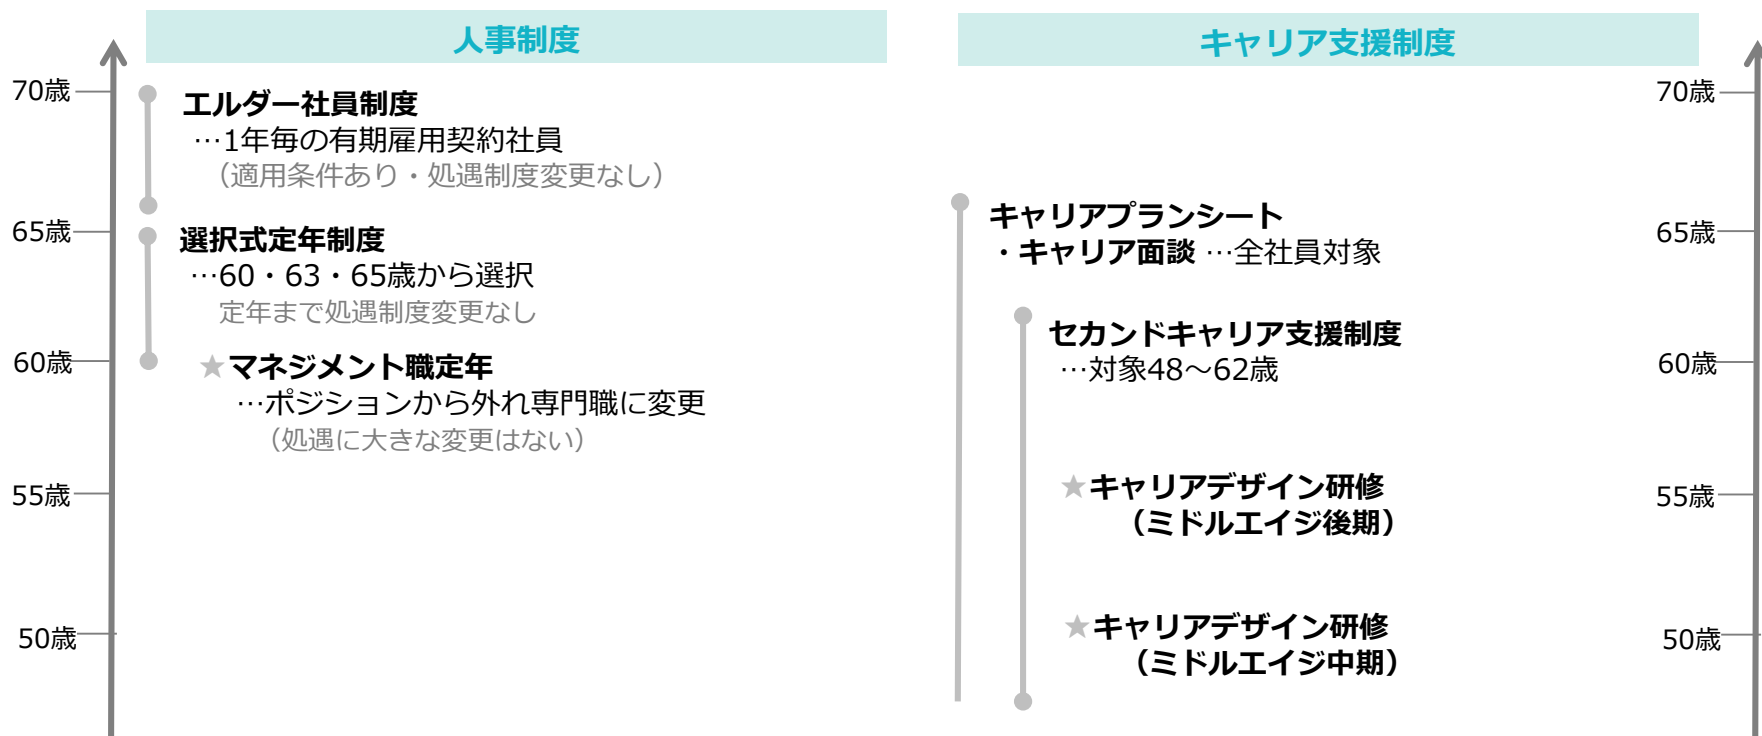 人事制度
70歳
エルダー社員制度
…1年毎の有期雇用契約社員
（適用条件あり・処遇制度変更なし）
65歳
選択式定年制度
…60・63・65歳から選択
定年まで処遇制度変更なし
60歳
★マネジメント職定年
…ポジションから外れ専門職に変更
（処遇に大きな変更はない）
55歳
50歳
キャリア支援制度
70歳
キャリアプランシート
・キャリア面談 …全社員対象
65歳
セカンドキャリア支援制度
…対象48～62歳
60歳
★キャリアデザイン研修
（ミドルエイジ後期）
55歳
★キャリアデザイン研修
（ミドルエイジ中期）
50歳